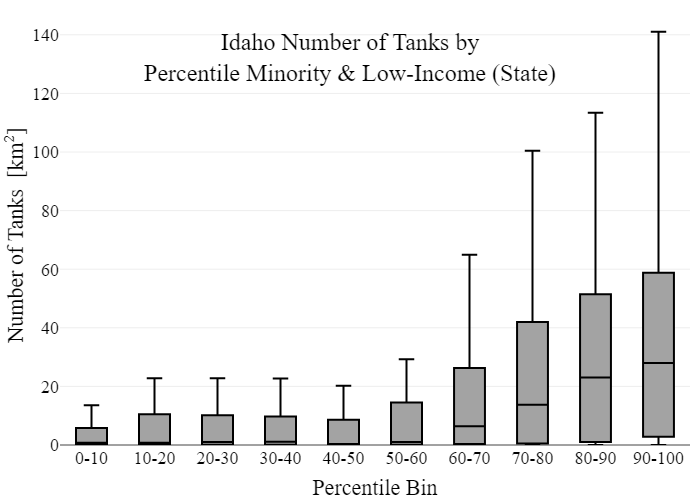 Idaho Number of Tanks by
Percentile Minority & Low-Income (State)
Number of Tanks [km²]
140
120
100
80
60
40
20
0
0-10 10-20 20-30 30-40 40-50 50-60 60-70 70-80 80-90 90-100
Percentile Bin